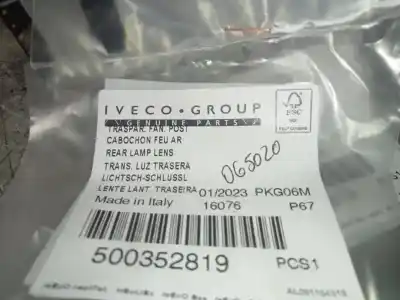 IVECO • GROUP
GENUINE PARTS
TRASPAR. FAN. POST
CABOCHON FEU AR
REAR LAMP LENS
TRANS. LUZ TRASERA
LICHTSCH-SCHLUSSL
LENTE LANT. TRASEIRA 01/2023 PKG06M
Made in Italy 16076 P67
065020
500352819 PCS1